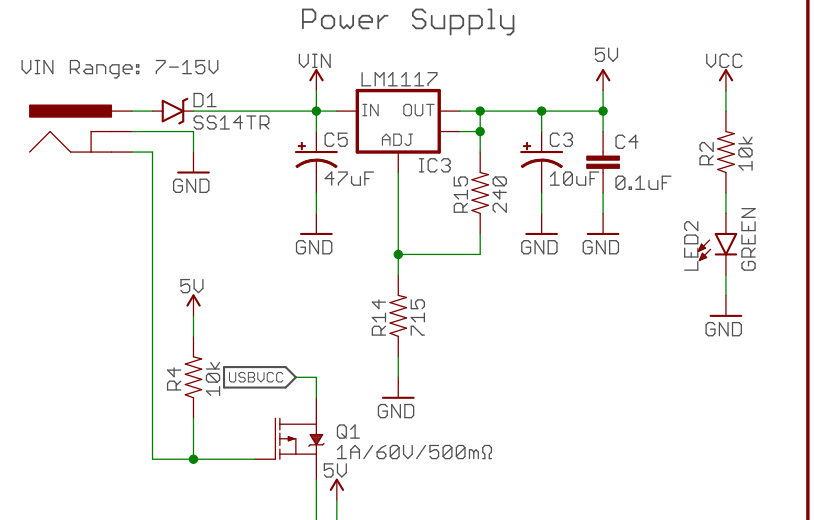 Power Supply
VIN Range: 7-15V
VIN
5V
VCC
D1
SS14TR
LM1117
IN
OUT
ADJ
IC3
C5
47uF
C3
10uF
C4
0.1uF
R2
10k
GND
R15
240
GND
GND
GND
LED2
GREEN
5V
R14
715
GND
R4
10k
USBVCC
GND
Q1
1A/60V/500mΩ
5V